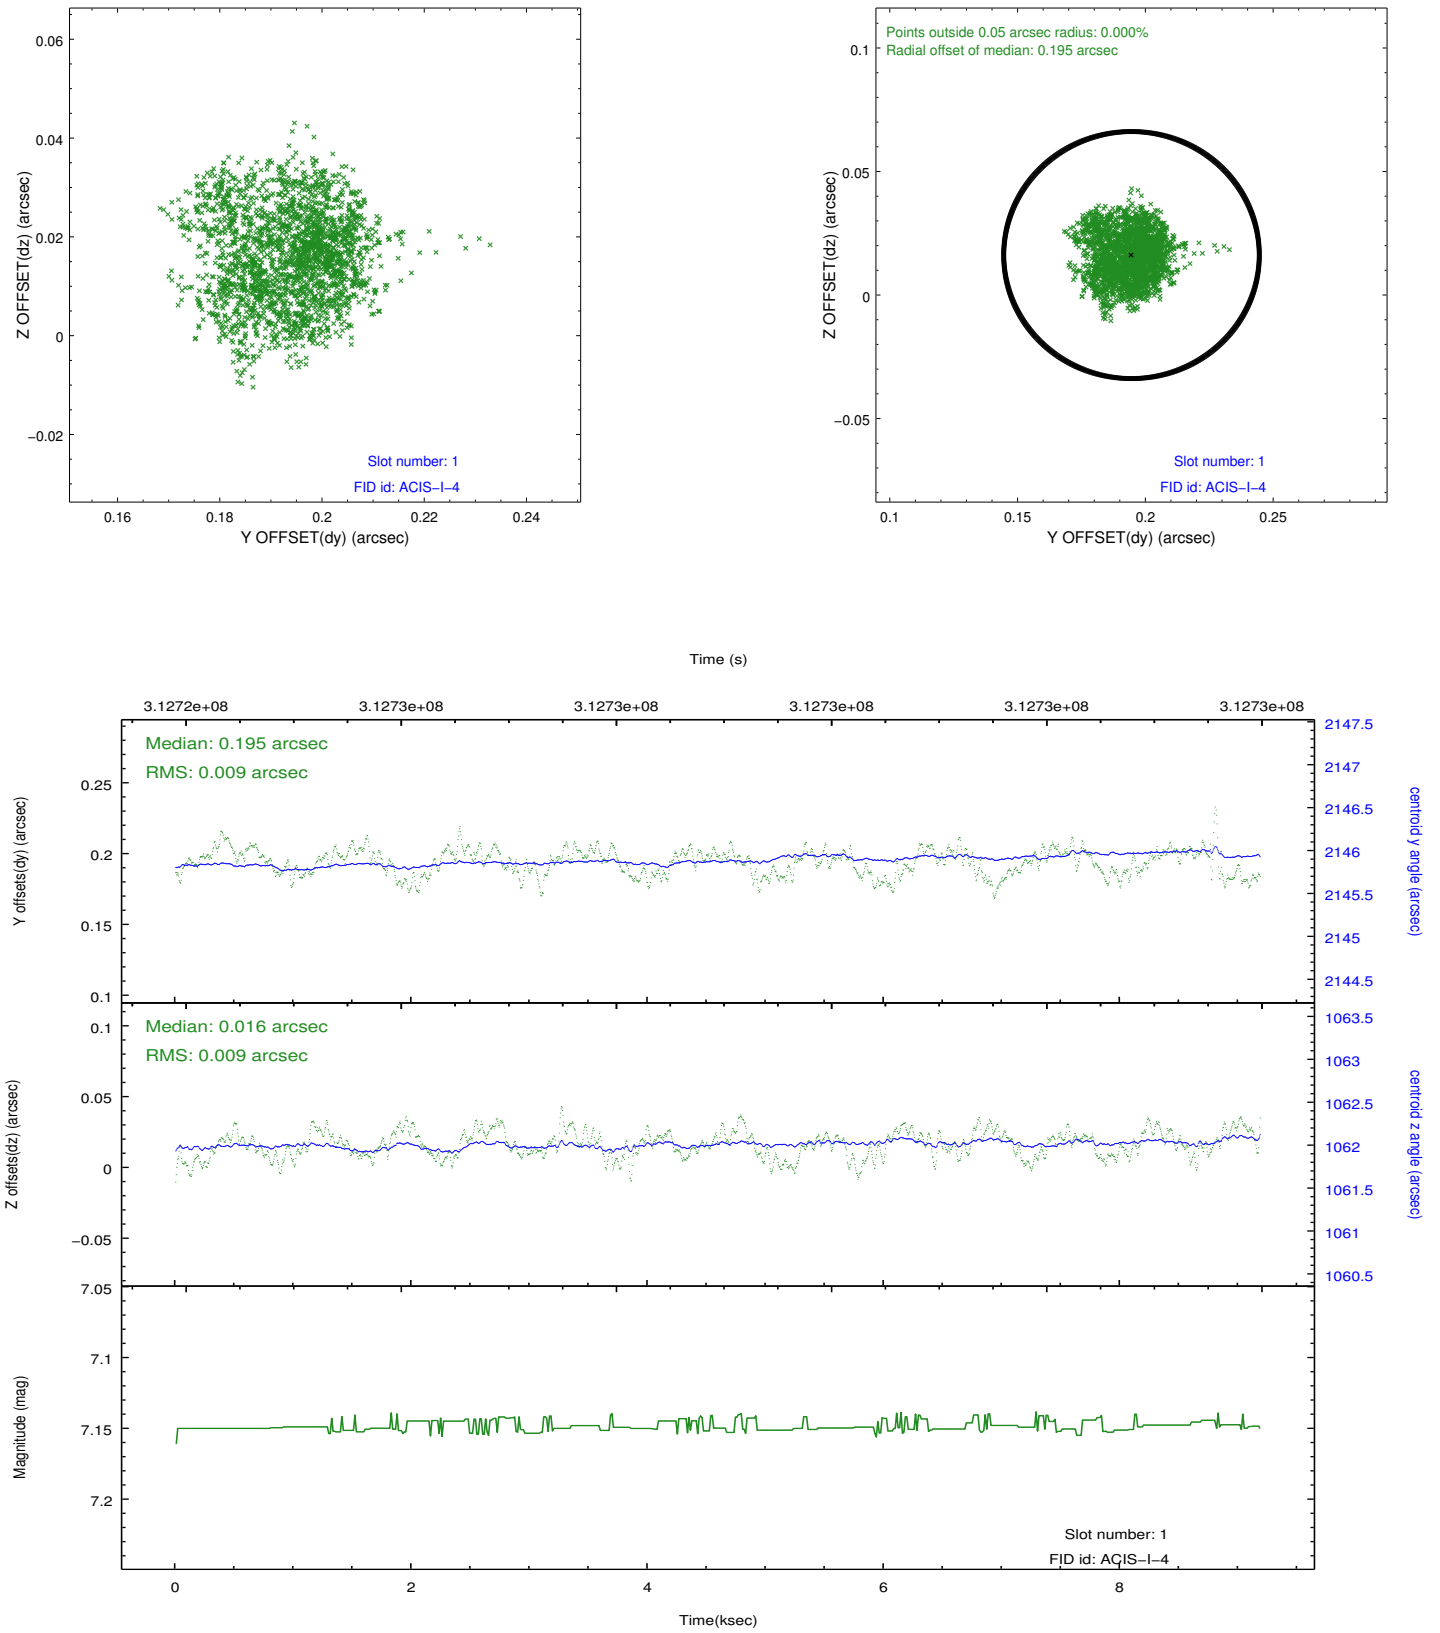 0.06
0.04
0.02
0
−0.02
Z OFFSET(dz) (arcsec)
Slot number: 1
FID id: ACIS−I−4
0.16
0.18
0.2
0.22
0.24
Y OFFSET(dy) (arcsec)
Points outside 0.05 arcsec radius: 0.000%
Radial offset of median: 0.195 arcsec
0.1
0.05
0
−0.05
Z OFFSET(dz) (arcsec)
Slot number: 1
FID id: ACIS−I−4
0.1
0.15
0.2
0.25
Y OFFSET(dy) (arcsec)
Time (s)
3.1272e+08
3.1273e+08
3.1273e+08
3.1273e+08
3.1273e+08
3.1273e+08
Median: 0.195 arcsec
RMS: 0.009 arcsec
0.25
0.2
0.15
0.1
Y offsets(dy) (arcsec)
2147.5
2147
2146.5
2146
2145.5
2145
2144.5
centroid y angle (arcsec)
Median: 0.016 arcsec
RMS: 0.009 arcsec
0.1
0.05
0
−0.05
Z offsets(dz) (arcsec)
1063.5
1063
1062.5
1062
1061.5
1061
1060.5
centroid z angle (arcsec)
7.05
7.1
7.15
7.2
Magnitude (mag)
Slot number: 1
FID id: ACIS−I−4
0
2
4
6
8
Time(ksec)